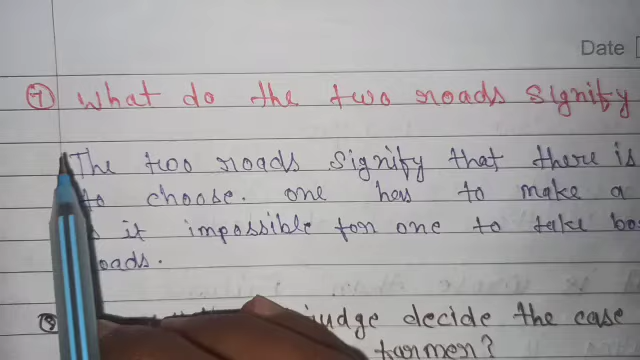 Date
7 What do the two roads signify
The two roads signify that there is
to choose. one has to make a
it impossible for one to take bo
oads.
8 judge decide the case
farmer?